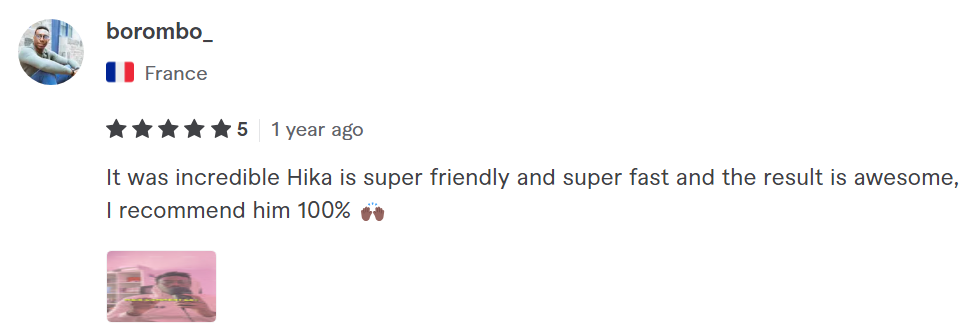 borombo_
France
5 1 year ago
It was incredible Hika is super friendly and super fast and the result is awesome,
I recommend him 100% 🙌🏾